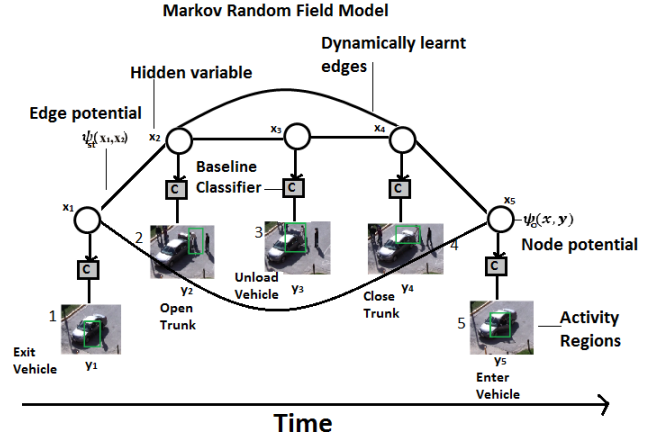 Markov Random Field Model
Dynamically learnt
edges
Hidden variable
Edge potential
ψst(x₁,x₂)
x₂
x₃
x₄
Baseline
Classifier
C
C
C
x₁
x₅
ψo(x, y)
Node potential
C
C
2
3
4
y₂
Open
Trunk
Unload
Vehicle
y₃
Close
Trunk
y₄
1
5
Activity
Regions
Exit
Vehicle
y₁
y₅
Enter
Vehicle
Time